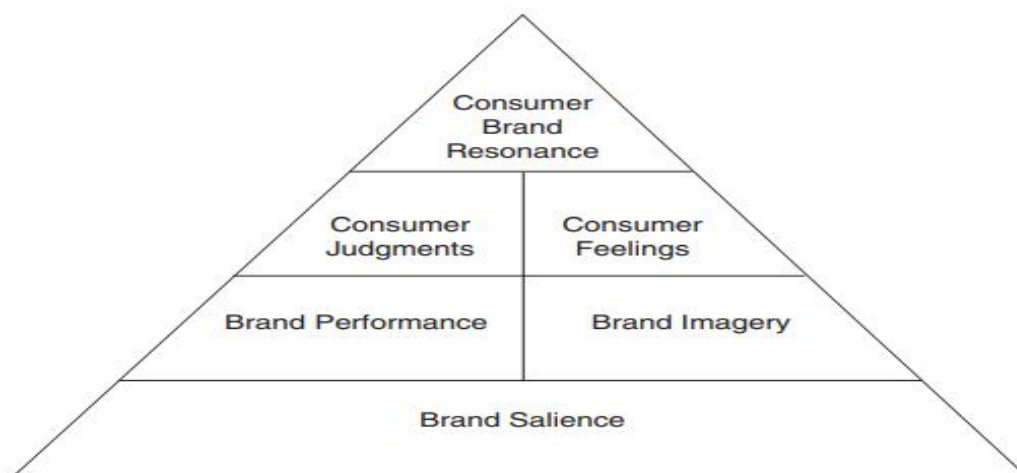 Consumer
Brand
Resonance
Consumer
Judgments
Consumer
Feelings
Brand Performance
Brand Imagery
Brand Salience